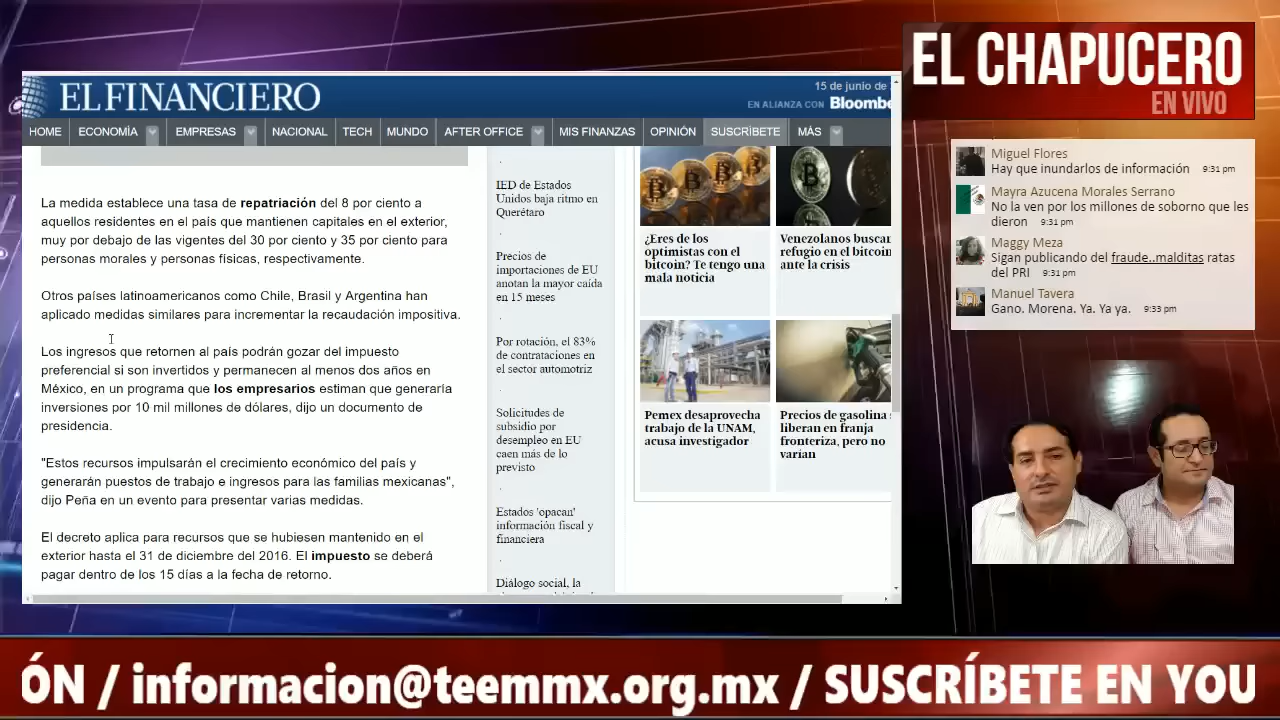 EL FINANCIERO
15 de junio de
EN ALIANZA CON Bloombe
HOME ECONOMÍA EMPRESAS NACIONAL TECH MUNDO AFTER OFFICE MIS FINANZAS OPINIÓN SUSCRÍBETE MÁS
La medida establece una tasa de repatriación del 8 por ciento a
aquellos residentes en el país que mantienen capitales en el exterior,
muy por debajo de las vigentes del 30 por ciento y 35 por ciento para
personas morales y personas físicas, respectivamente.
Otros países latinoamericanos como Chile, Brasil y Argentina han
aplicado medidas similares para incrementar la recaudación impositiva.
Los ingresos que retornen al país podrán gozar del impuesto
preferencial si son invertidos y permanecen al menos dos años en
México, en un programa que los empresarios estiman que generaría
inversiones por 10 mil millones de dólares, dijo un documento de
presidencia.
"Estos recursos impulsarán el crecimiento económico del país y
generarán puestos de trabajo e ingresos para las familias mexicanas",
dijo Peña en un evento para presentar varias medidas.
El decreto aplica para recursos que se hubiesen mantenido en el
exterior hasta el 31 de diciembre del 2016. El impuesto se deberá
pagar dentro de los 15 días a la fecha de retorno.
IED de Estados
Unidos baja ritmo en
Querétaro
Precios de
importaciones de EU
anotan la mayor caída
en 15 meses
Por rotación, el 83%
de contrataciones en
el sector automotriz
Solicitudes de
subsidio por
desempleo en EU
caen más de lo
previsto
Estados 'opacan'
información fiscal y
financiera
Diálogo social, la
¿Eres de los
optimistas con el
bitcoin? Te tengo una
mala noticia
Venezolanos buscan
refugio en el bitcoin
ante la crisis
Pemex desaprovecha
trabajo de la UNAM,
acusa investigador
Precios de gasolina
liberan en franja
fronteriza, pero no
varían
EL CHAPUCERO
EN VIVO
Miguel Flores
Hay que inundarlos de información 9:31 pm
Mayra Azucena Morales Serrano
No la ven por los millones de soborno que les
dieron 9:31 pm
Maggy Meza
Sigan publicando del fraude..malditas ratas
del PRI 9:31 pm
Manuel Tavera
Gano. Morena. Ya. Ya ya. 9:33 pm
ÓN / informacion@teemmx.org.mx / SUSCRÍBETE EN YOU